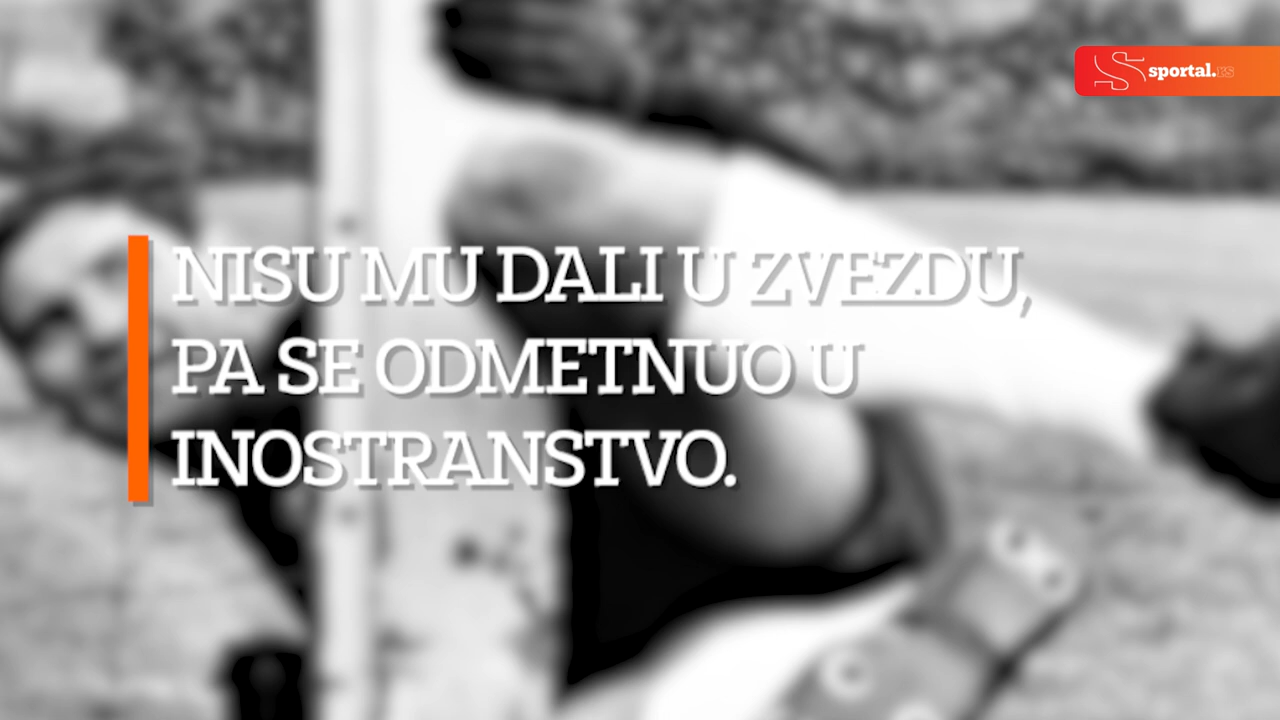 sportal.rs
NISU MU DALI U ZVEZDU,
PA SE ODMETNUO U
INOSTRANSTVO.